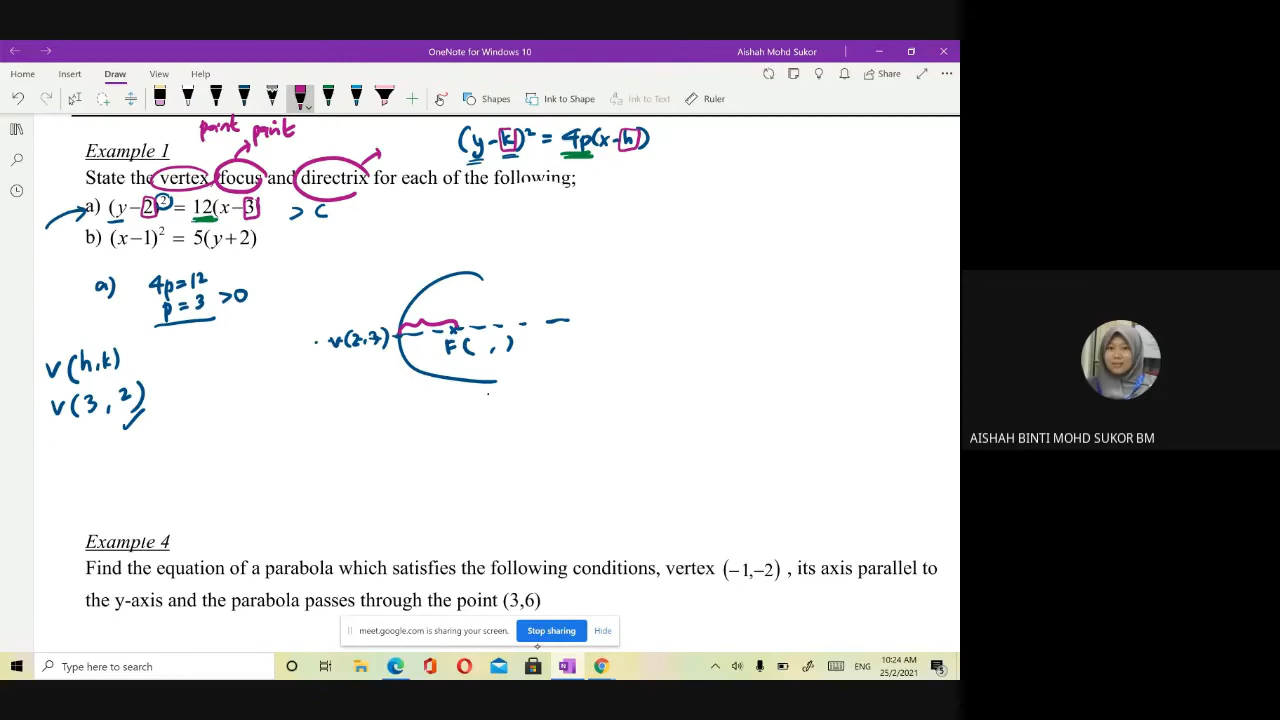 OneNote for Windows 10
Aishah Mohd Sukor
Home Insert Draw View Help
Share
Shapes Ink to Shape Ink to Text Ruler
point point
(y-k)² = 4p(x-h)
Example 1
State the vertex, focus and directrix for each of the following;
a) (y−2)² = 12(x−3) > C
b) (x−1)² = 5(y+2)
a) 4p=12
p=3 >0
V(2,3)
F( , )
V(h,k)
V(3,2)
Example 4
Find the equation of a parabola which satisfies the following conditions, vertex (−1,−2), its axis parallel to
the y-axis and the parabola passes through the point (3,6)
meet.google.com is sharing your screen. Stop sharing Hide
Type here to search
ENG
10:24 AM
25/2/2021
5
AISHAH BINTI MOHD SUKOR BM